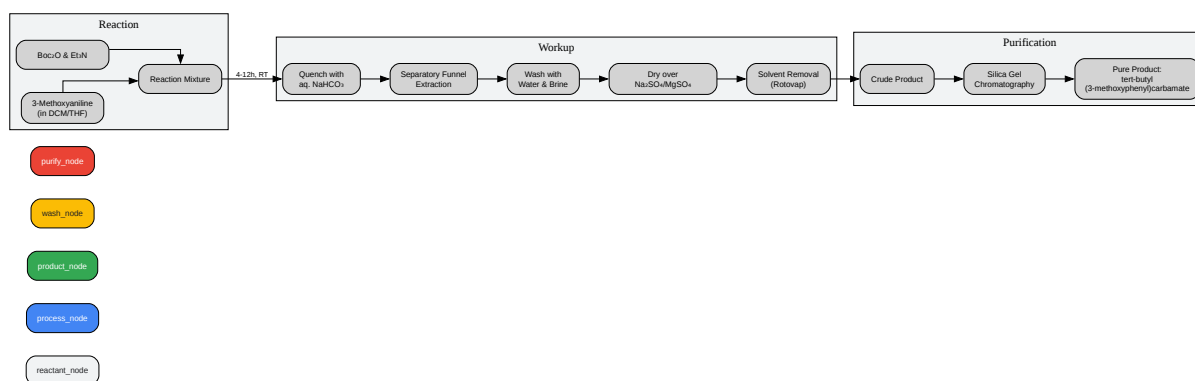 Reaction
Boc₂O & Et₃N
Reaction Mixture
3-Methoxyaniline
(in DCM/THF)
4-12h, RT
Workup
Quench with
aq. NaHCO₃
Separatory Funnel
Extraction
Wash with
Water & Brine
Dry over
Na₂SO₄/MgSO₄
Solvent Removal
(Rotovap)
Purification
Crude Product
Silica Gel
Chromatography
Pure Product:
tert-butyl
(3-methoxyphenyl)carbamate
purify_node
wash_node
product_node
process_node
reactant_node